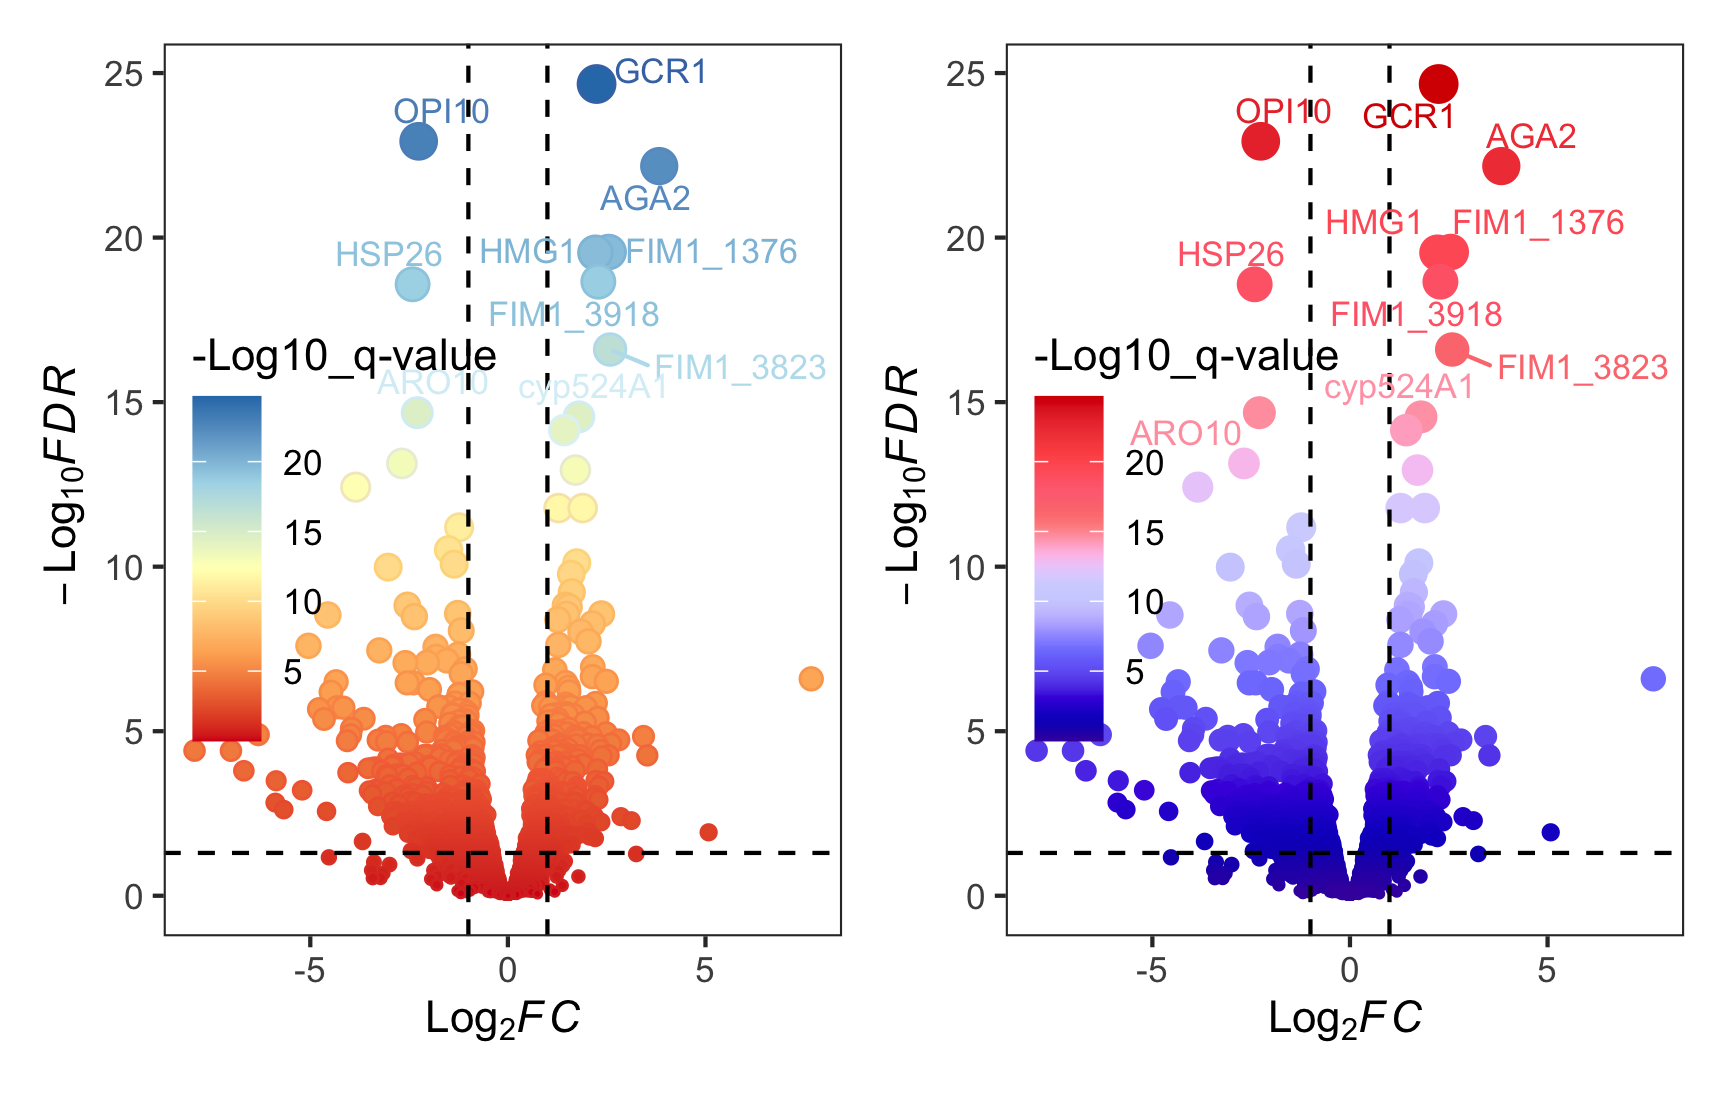 25
20
15
10
5
0
-5
0
5
− Log₁₀FDR
Log₂FC
GCR1
OPI10
AGA2
HSP26
HMG1
FIM1_1376
FIM1_3918
-Log10_q-value
FIM1_3823
ARO10
cyp524A1
20
15
10
5
25
20
15
10
5
0
-5
0
5
− Log₁₀FDR
Log₂FC
OPI10
GCR1
AGA2
HMG1
FIM1_1376
HSP26
FIM1_3918
-Log10_q-value
FIM1_3823
cyp524A1
ARO10
20
15
10
5